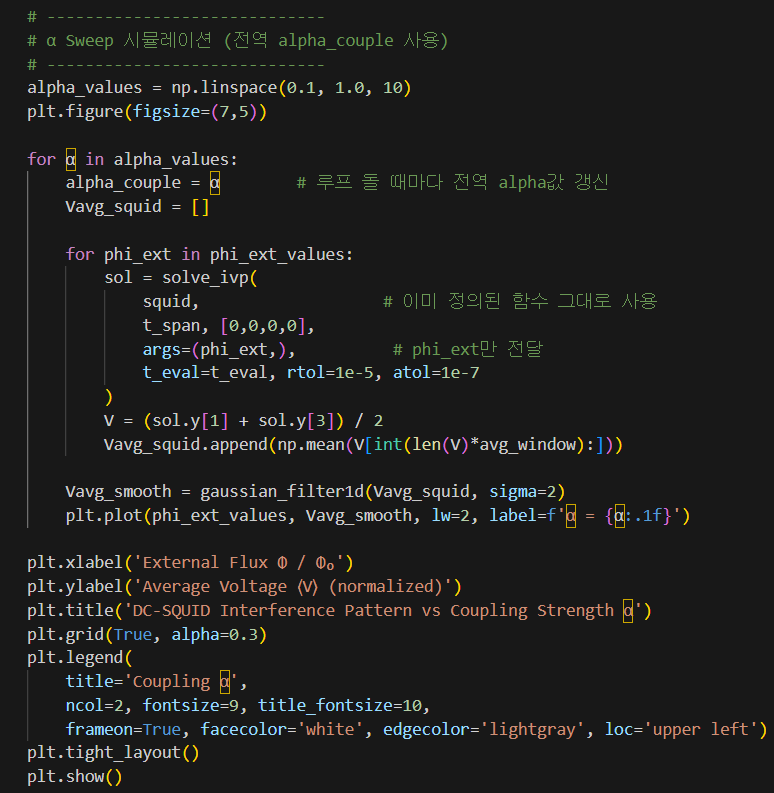 # -----------------------------
# α Sweep 시뮬레이션 (전역 alpha_couple 사용)
# -----------------------------
alpha_values = np.linspace(0.1, 1.0, 10)
plt.figure(figsize=(7,5))

for α in alpha_values:
    alpha_couple = α        # 루프 돌 때마다 전역 alpha값 갱신
    Vavg_squid = []

    for phi_ext in phi_ext_values:
        sol = solve_ivp(
            squid,                   # 이미 정의된 함수 그대로 사용
            t_span, [0,0,0,0],
            args=(phi_ext,),          # phi_ext만 전달
            t_eval=t_eval, rtol=1e-5, atol=1e-7
        )
        V = (sol.y[1] + sol.y[3]) / 2
        Vavg_squid.append(np.mean(V[int(len(V)*avg_window):]))

    Vavg_smooth = gaussian_filter1d(Vavg_squid, sigma=2)
    plt.plot(phi_ext_values, Vavg_smooth, lw=2, label=f'α = {α:.1f}')

plt.xlabel('External Flux Φ / Φ₀')
plt.ylabel('Average Voltage ⟨V⟩ (normalized)')
plt.title('DC-SQUID Interference Pattern vs Coupling Strength α')
plt.grid(True, alpha=0.3)
plt.legend(
    title='Coupling α',
    ncol=2, fontsize=9, title_fontsize=10,
    frameon=True, facecolor='white', edgecolor='lightgray', loc='upper left')
plt.tight_layout()
plt.show()